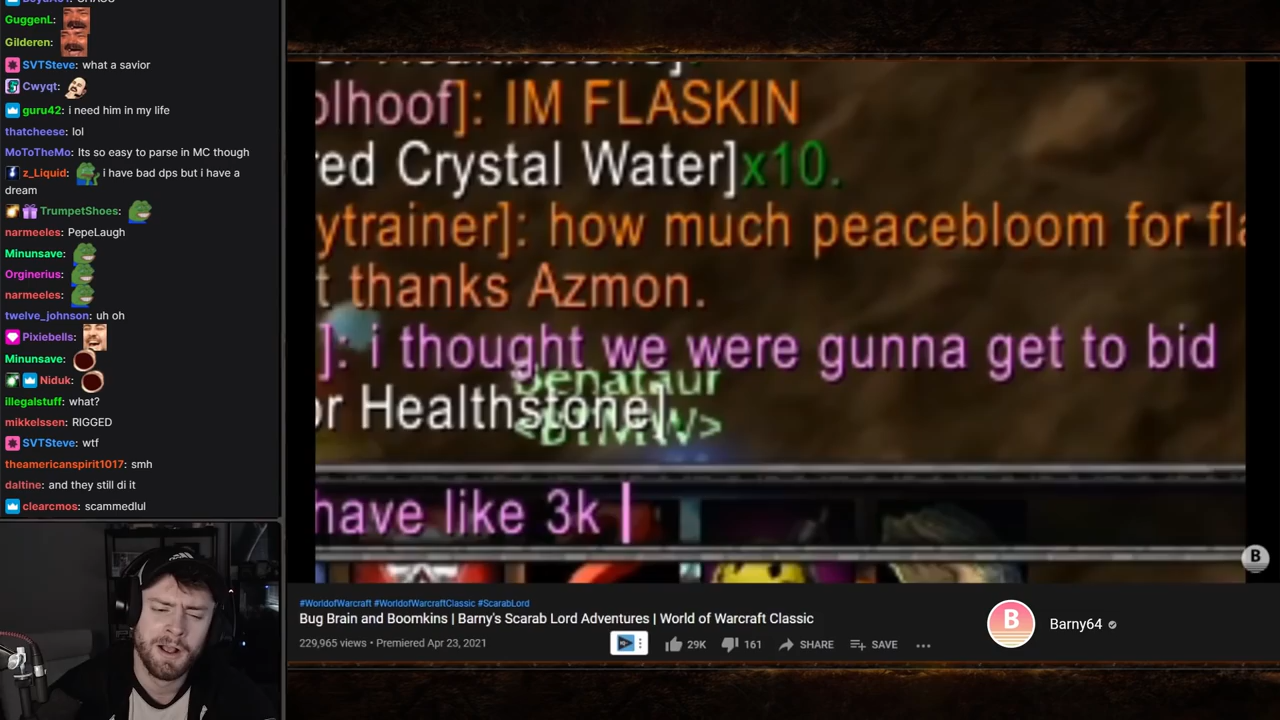 GuggenL:
Gilderen:
SVTSteve: what a savior
Cwyqt:
guru42: i need him in my life
thatcheese: lol
MoToTheMo: Its so easy to parse in MC though
z_Liquid: i have bad dps but i have a
dream
TrumpetShoes:
narmeeles: PepeLaugh
Minunsave:
Orginerius:
narmeeles:
twelve_johnson: uh oh
Pixiebells:
Minunsave:
Niduk:
illegalstuff: what?
mikkelssen: RIGGED
SVTSteve: wtf
theamericanspirit1017: smh
daltine: and they still di it
clearcmos: scammedlul
olhoof]: IM FLASKIN
red Crystal Water]x10.
ytrainer]: how much peacebloom for fla
t thanks Azmon.
]: i thought we were gunna get to bid
Denataur
or Healthstone].
have like 3k
B
#WorldofWarcraft #WorldofWarcraftClassic #ScarabLord
Bug Brain and Boomkins | Barny's Scarab Lord Adventures | World of Warcraft Classic
229,965 views • Premiered Apr 23, 2021
29K
161
SHARE
SAVE
B
Barny64